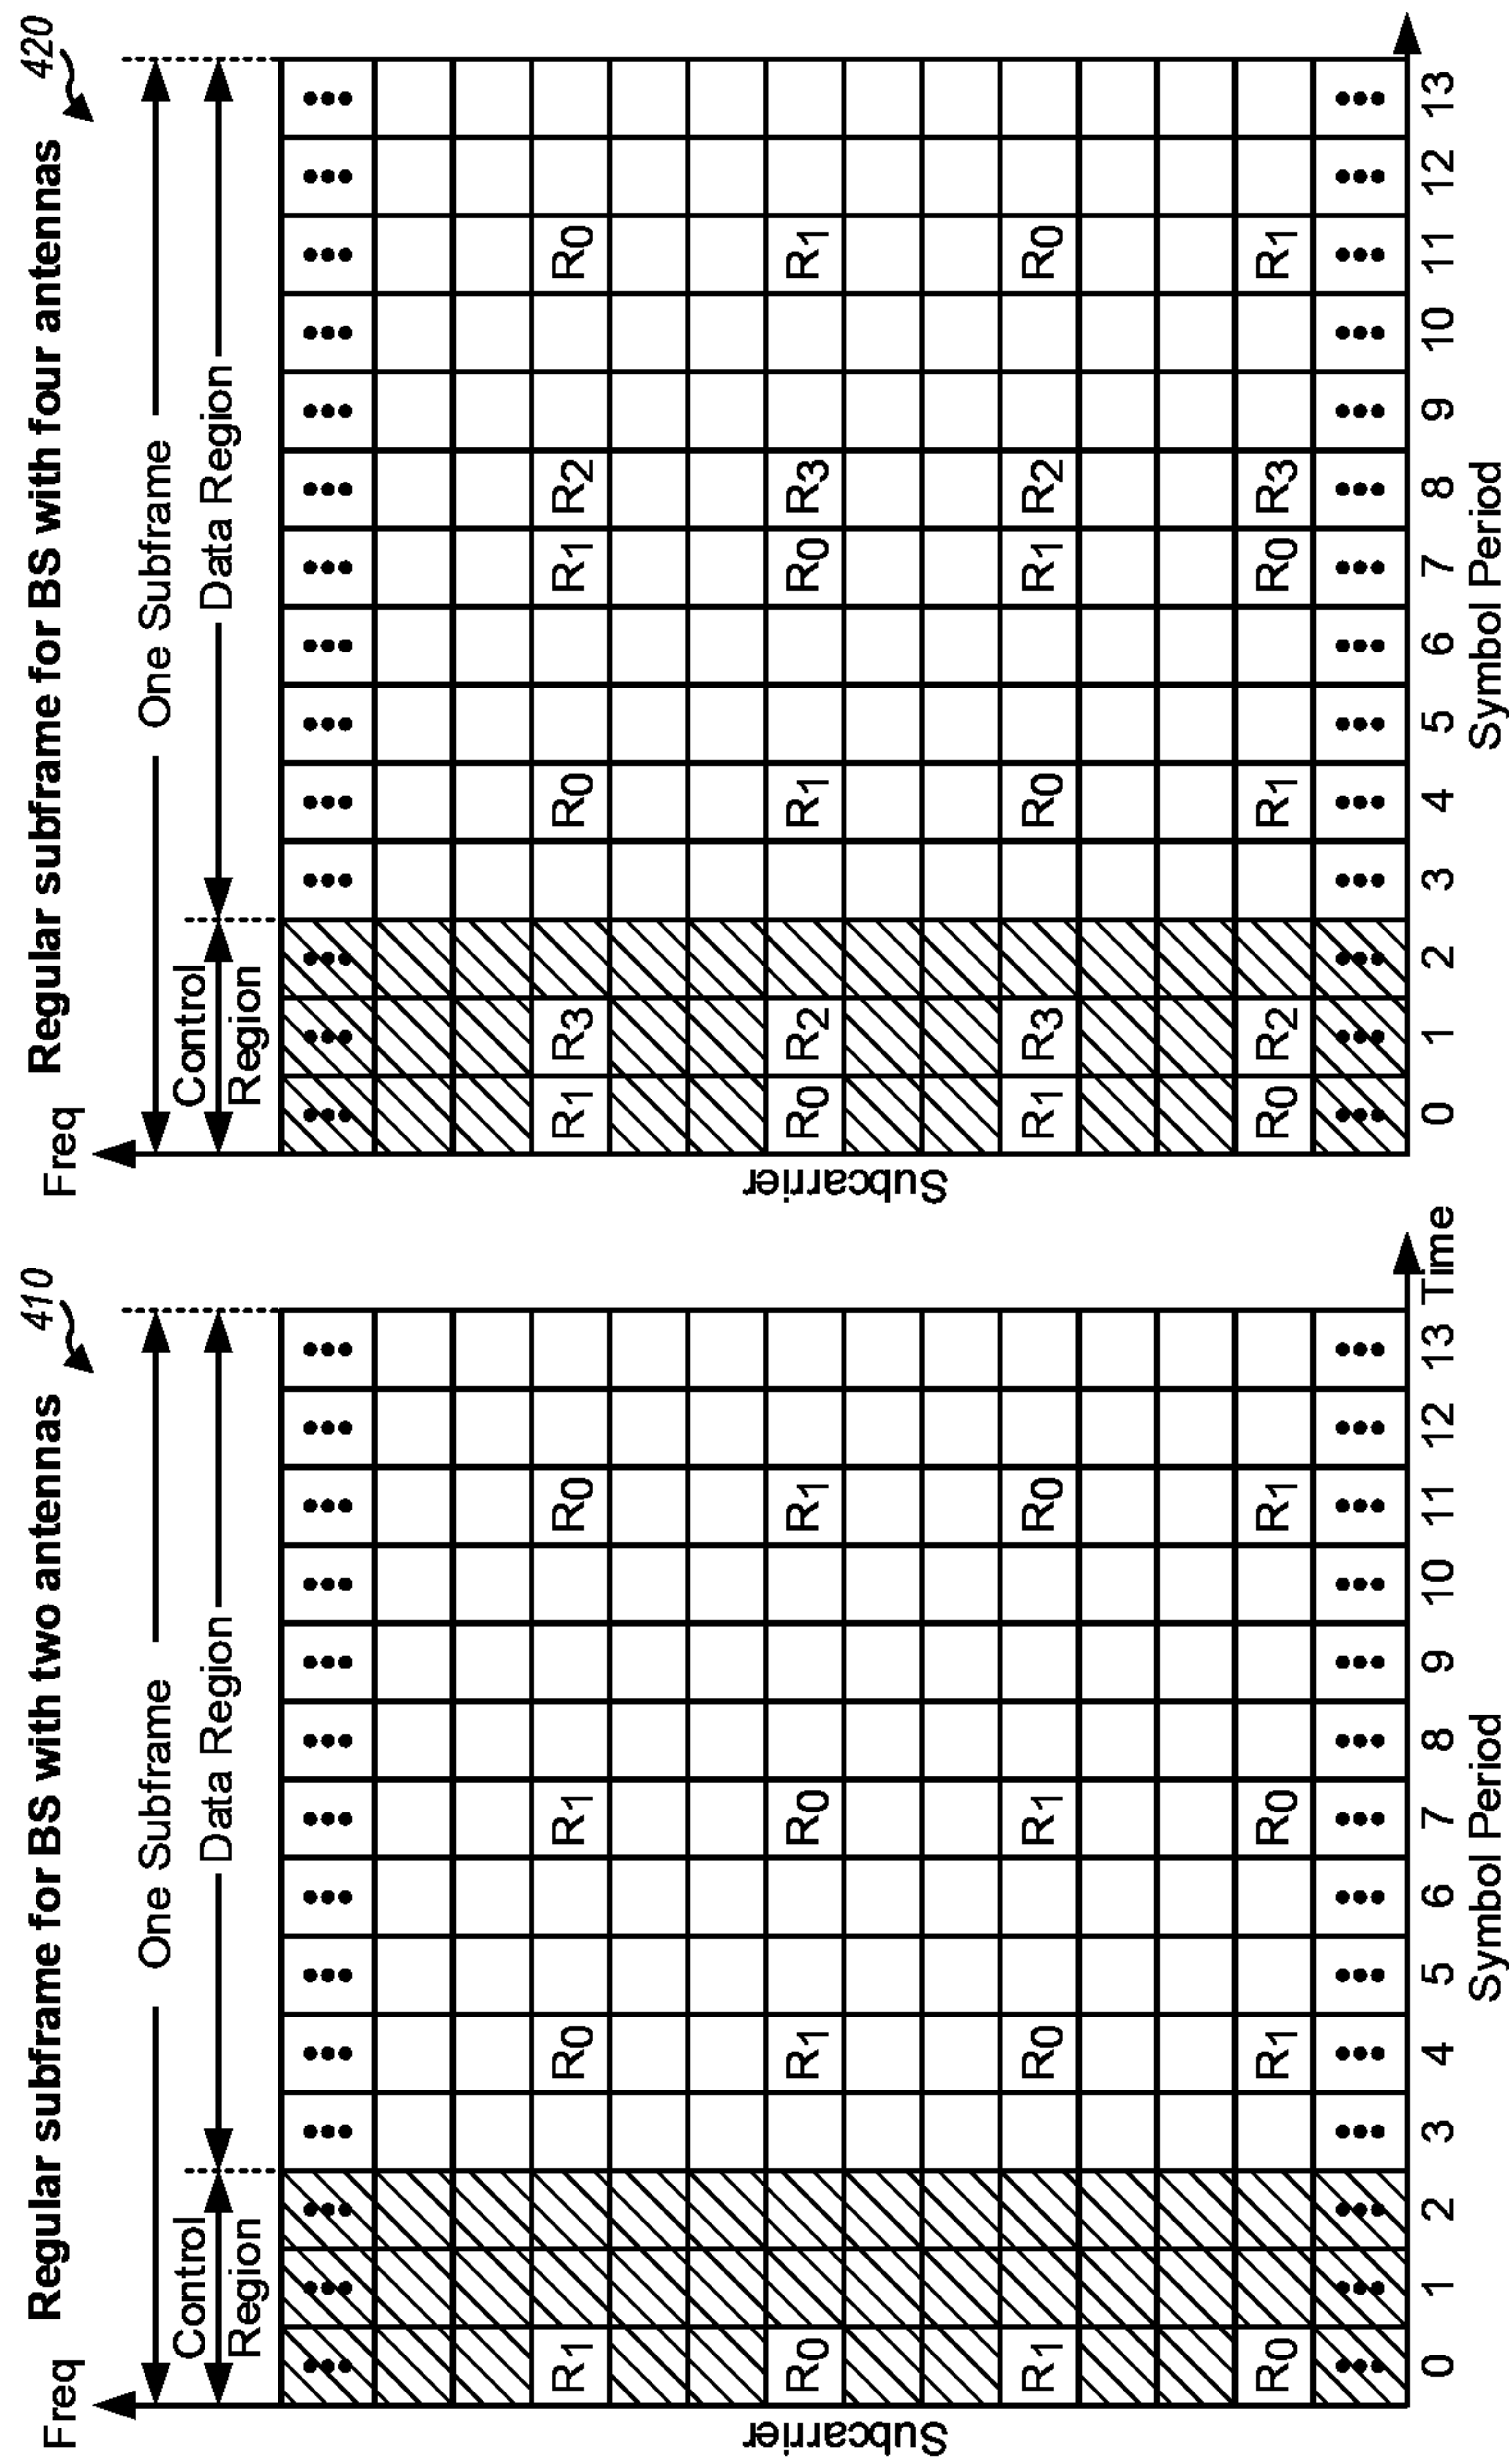 Regular subframe for BS with two antennas
410
Freq
One Subframe
Control
Region
Data Region
Subcarrier
••• ••• ••• ••• ••• ••• ••• ••• ••• ••• ••• ••• ••• •••
R1 R0 R1 R0
R0 R1 R0 R1
R1 R0 R1 R0
R0 R1 R0 R1
••• ••• ••• ••• ••• ••• ••• ••• ••• ••• ••• ••• ••• •••
0 1 2 3 4 5 6 7 8 9 10 11 12 13
Time
Symbol Period
Regular subframe for BS with four antennas
420
Freq
One Subframe
Control
Region
Data Region
Subcarrier
••• ••• ••• ••• ••• ••• ••• ••• ••• ••• ••• ••• ••• •••
R1 R3 R0 R1 R2 R0
R0 R2 R1 R0 R3 R1
R1 R3 R0 R1 R2 R0
R0 R2 R1 R0 R3 R1
••• ••• ••• ••• ••• ••• ••• ••• ••• ••• ••• ••• ••• •••
0 1 2 3 4 5 6 7 8 9 10 11 12 13
Symbol Period